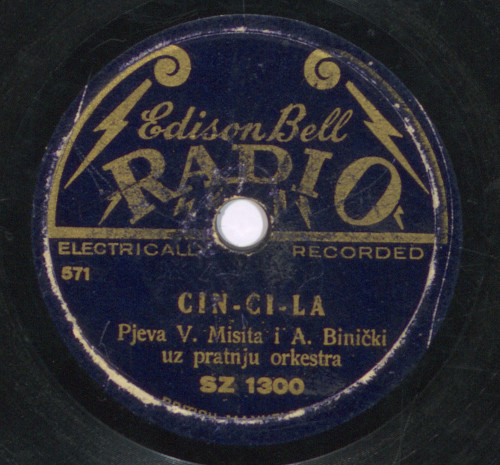 Edison Bell
RADIO
ELECTRICALLY RECORDED
571
CIN-CI-LA
Pjeva V. Misita i A. Binički
uz pratnju orkestra
SZ 1300